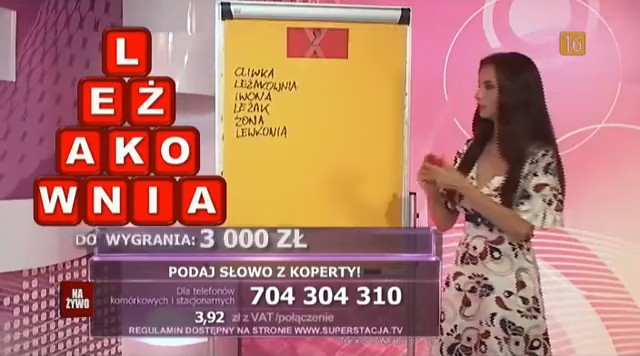 L
EŻ
AKO
WNIA
X
16
OLIWKA
LEŻAKOWNIA
IWONA
LEŻAK
ŻONA
LEWKONIA
DO WYGRANIA: 3 000 ZŁ
PODAJ SŁOWO Z KOPERTY!
NA ŻYWO
Dla telefonów
komórkowych i stacjonarnych
704 304 310
3,92 zł z VAT/połączenie
REGULAMIN DOSTĘPNY NA STRONIE WWW.SUPERSTACJA.TV